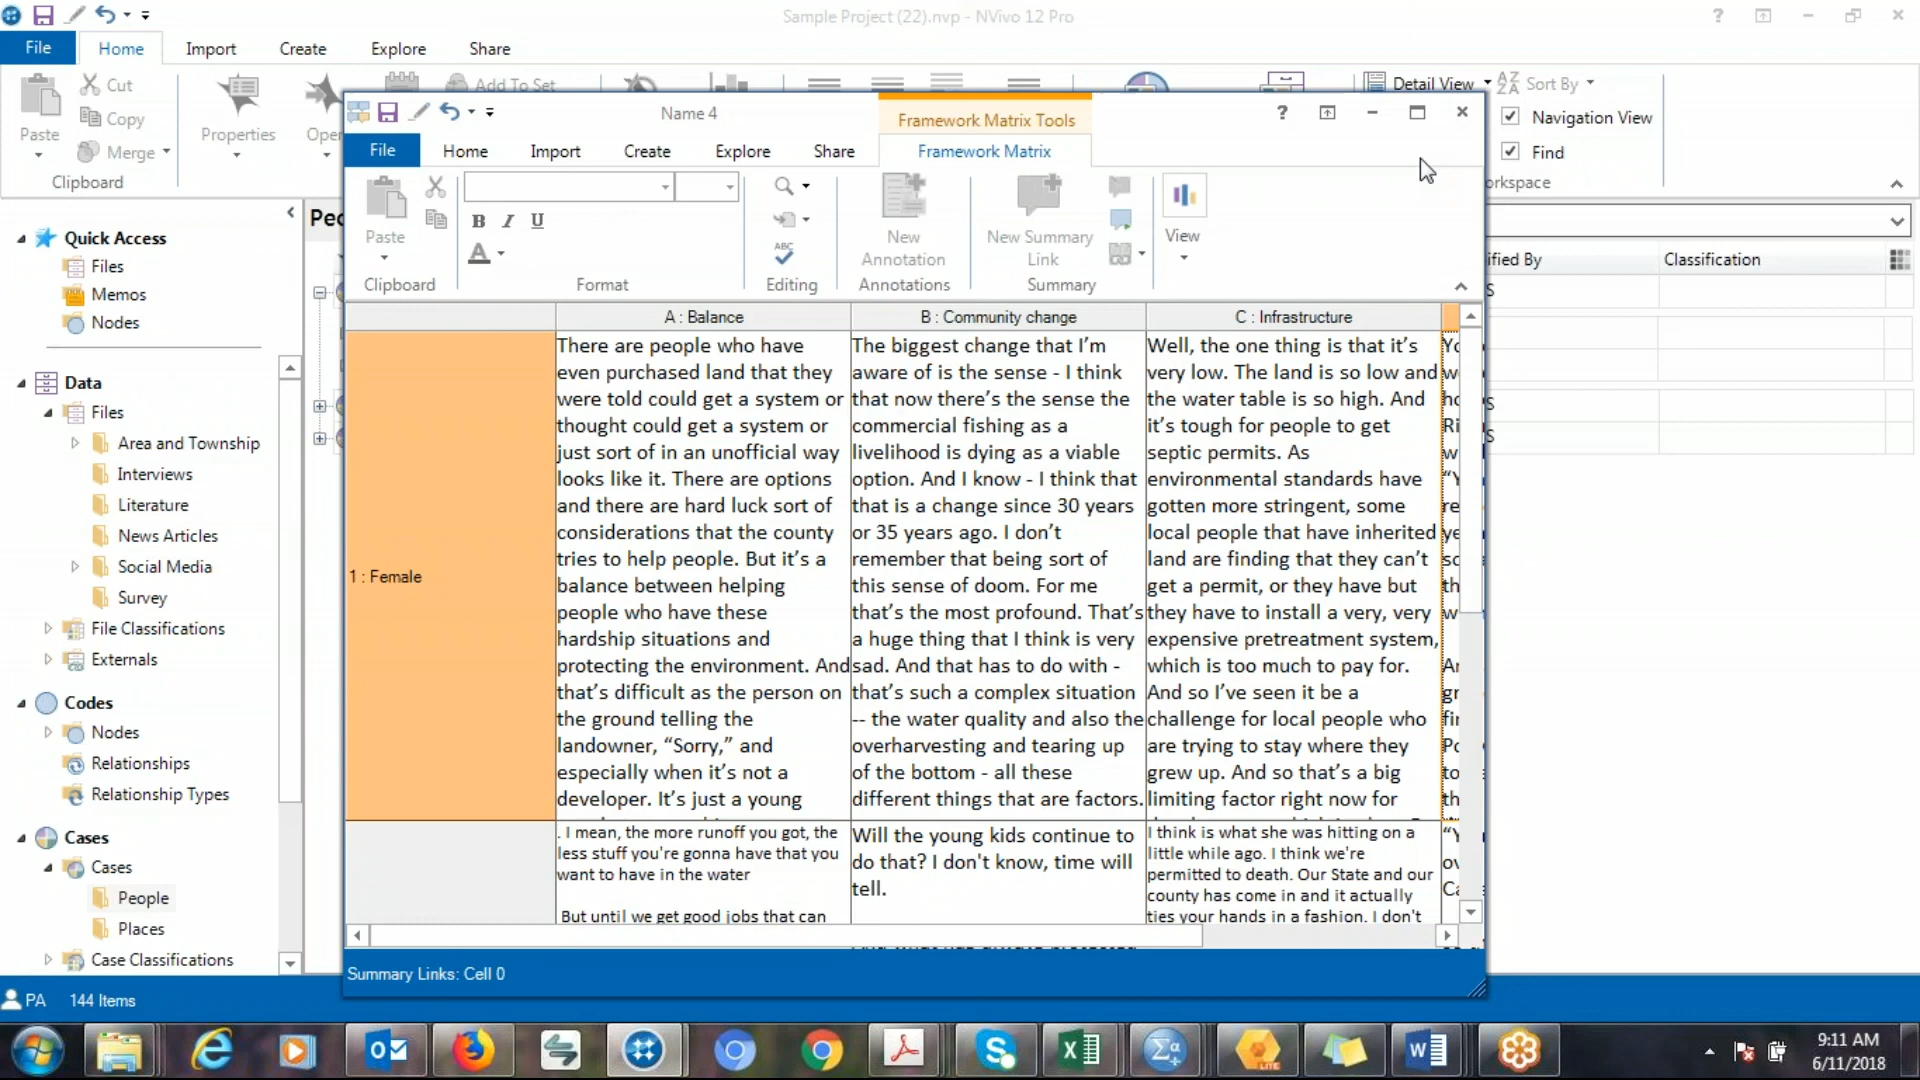 Sample Project (22).nvp - NVivo 12 Pro
?
File
Home
Import
Create
Explore
Share
Paste
Cut
Copy
Merge
Clipboard
Properties
Add To Set
Detail View
Sort By
Navigation View
Find
Name 4
Framework Matrix Tools
?
File
Home
Import
Create
Explore
Share
Framework Matrix
Paste
Clipboard
B I U
A
Format
ABC
Editing
New
Annotation
Annotations
New Summary
Link
Summary
View
Classification
Quick Access
Files
Memos
Nodes
Data
Files
Area and Township
Interviews
Literature
News Articles
Social Media
Survey
File Classifications
Externals
Codes
Nodes
Relationships
Relationship Types
Cases
Cases
People
Places
Case Classifications
A : Balance
B : Community change
C : Infrastructure
1 : Female
There are people who have
even purchased land that they
were told could get a system or
thought could get a system or
just sort of in an unofficial way
looks like it. There are options
and there are hard luck sort of
considerations that the county
tries to help people. But it’s a
balance between helping
people who have these
hardship situations and
protecting the environment. And
that’s difficult as the person on
the ground telling the
landowner, “Sorry,” and
especially when it’s not a
developer. It’s just a young
The biggest change that I’m
aware of is the sense - I think
that now there’s the sense the
commercial fishing as a
livelihood is dying as a viable
option. And I know - I think that
that is a change since 30 years
or 35 years ago. I don’t
remember that being sort of
this sense of doom. For me
that’s the most profound. That’s
a huge thing that I think is very
sad. And that has to do with -
that’s such a complex situation
-- the water quality and also the
overharvesting and tearing up
of the bottom - all these
different things that are factors.
Well, the one thing is that it’s
very low. The land is so low and
the water table is so high. And
it’s tough for people to get
septic permits. As
environmental standards have
gotten more stringent, some
local people that have inherited
land are finding that they can’t
get a permit, or they have but
they have to install a very, very
expensive pretreatment system,
which is too much to pay for.
And so I’ve seen it be a
challenge for local people who
are trying to stay where they
grew up. And so that’s a big
limiting factor right now for
. I mean, the more runoff you got, the
less stuff you're gonna have that you
want to have in the water
But until we get good jobs that can
Will the young kids continue to
do that? I don't know, time will
tell.
I think is what she was hitting on a
little while ago. I think we're
permitted to death. Our State and our
county has come in and it actually
ties your hands in a fashion. I don't
Summary Links: Cell 0
PA 144 Items
9:11 AM
6/11/2018